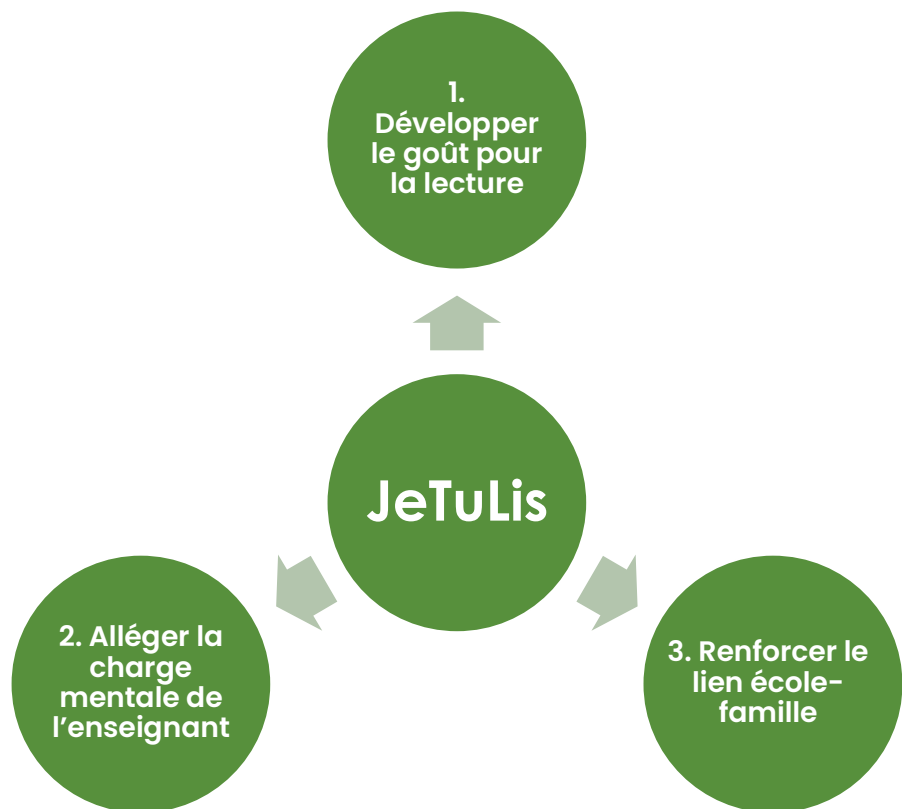 1.
Développer
le goût pour
la lecture
JeTuLis
2. Alléger la
charge
mentale de
l’enseignant
3. Renforcer le
lien école-
famille